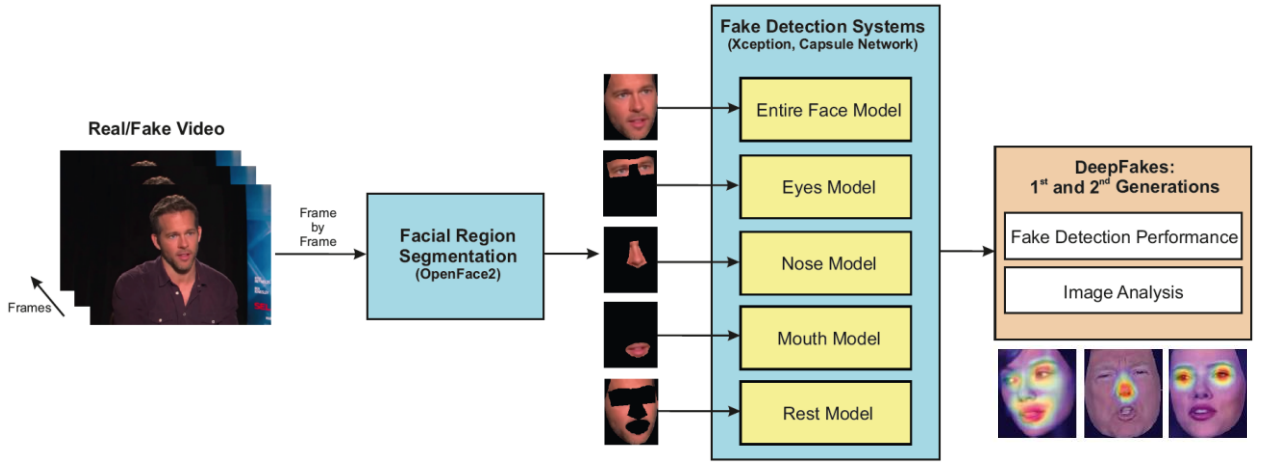 Real/Fake Video
Frames
Frame
by
Frame
Facial Region
Segmentation
(OpenFace2)
Fake Detection Systems
(Xception, Capsule Network)
Entire Face Model
Eyes Model
Nose Model
Mouth Model
Rest Model
DeepFakes:
1st and 2nd Generations
Fake Detection Performance
Image Analysis